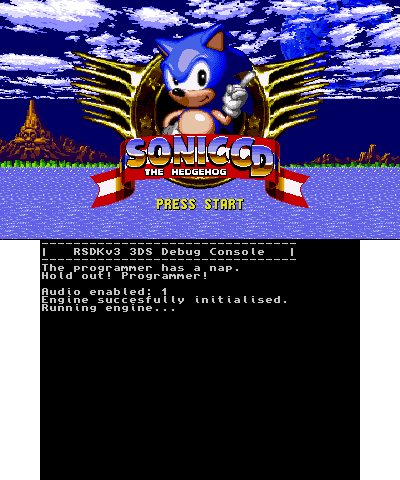 SONIC CD
THE HEDGEHOG
PRESS START
--------------------------------
|    RSDKv3 3DS Debug Console   |
--------------------------------
The programmer has a nap.
Hold out! Programmer!
Audio enabled: 1
Engine succesfully initialised.
Running engine...